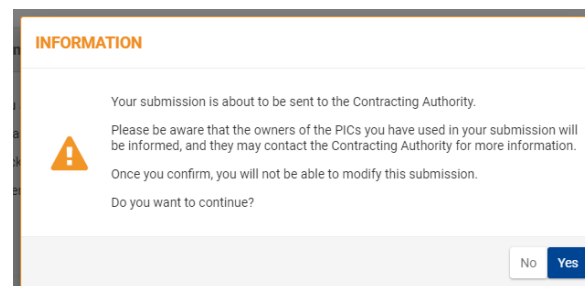 INFORMATION
Your submission is about to be sent to the Contracting Authority.
Please be aware that the owners of the PICs you have used in your submission will
be informed, and they may contact the Contracting Authority for more information.
Once you confirm, you will not be able to modify this submission.
Do you want to continue?
No Yes